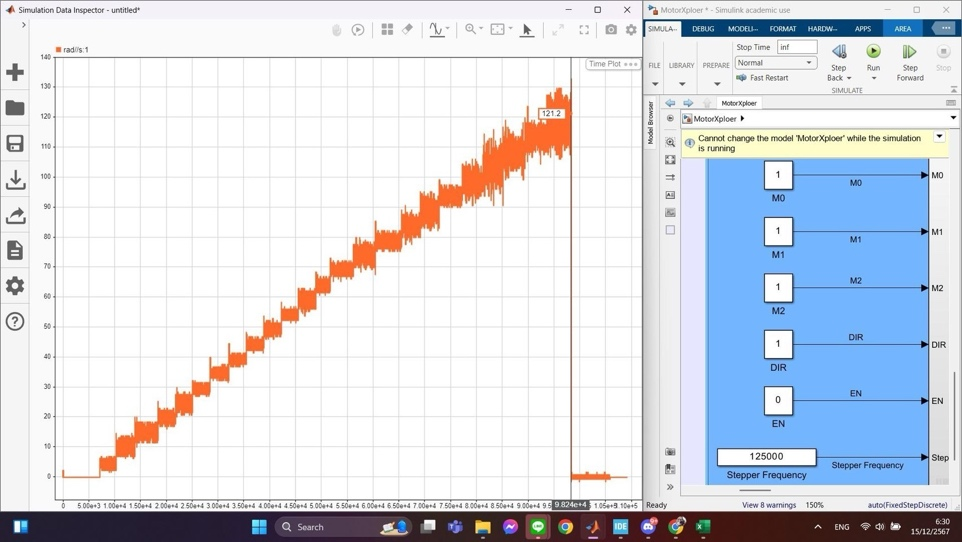 Simulation Data Inspector - untitled*
rad//s:1
Time Plot
140
130
120
110
100
90
80
70
60
50
40
30
20
10
0
121.2
0 5.00e+3 1.00e+4 1.50e+4 2.00e+4 2.50e+4 3.00e+4 3.50e+4 4.00e+4 4.50e+4 5.00e+4 5.50e+4 6.00e+4 6.50e+4 7.00e+4 7.50e+4 8.00e+4 8.50e+4 9.00e+4 9.5 9.824e+4 1.05e+5 1.10e+5
MotorXploer * - Simulink academic use
SIMULA... DEBUG MODELI... FORMAT HARDW... APPS AREA
FILE LIBRARY PREPARE
Stop Time inf
Normal
Fast Restart
Step Back
Run
Step Forward
Stop
SIMULATE
Model Browser
MotorXploer
MotorXploer
Cannot change the model 'MotorXploer' while the simulation
is running
1 M0 M0
M0
1 M1 M1
M1
1 M2 M2
M2
1 DIR DIR
DIR
0 EN EN
EN
125000 Stepper Frequency Step
Stepper Frequency
Ready View 8 warnings 150% auto(FixedStepDiscrete)
Search
IDE
ENG
6:30
15/12/2567